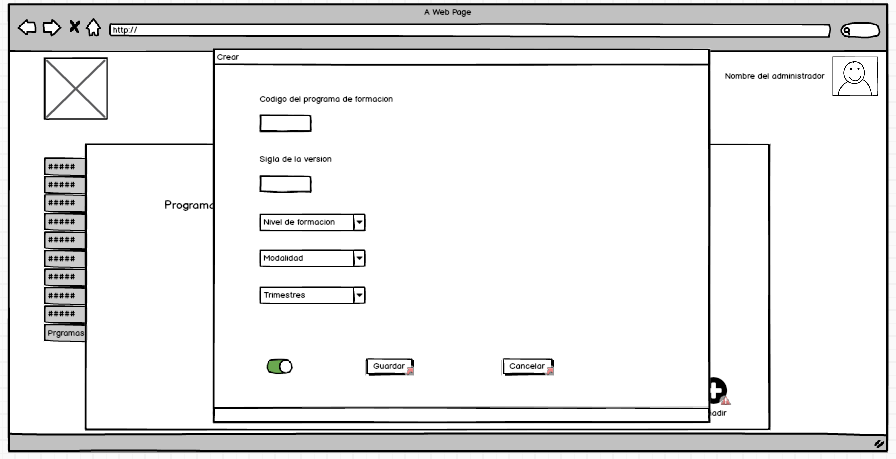 A Web Page
http://
Crear
Nombre del administrador
Codigo del programa de formacion
Sigla de la version
#####
#####
#####
#####
#####
#####
#####
#####
#####
Prgramas
Programa
Nivel de formacion
Modalidad
Trimestres
Guardar
Cancelar
adir